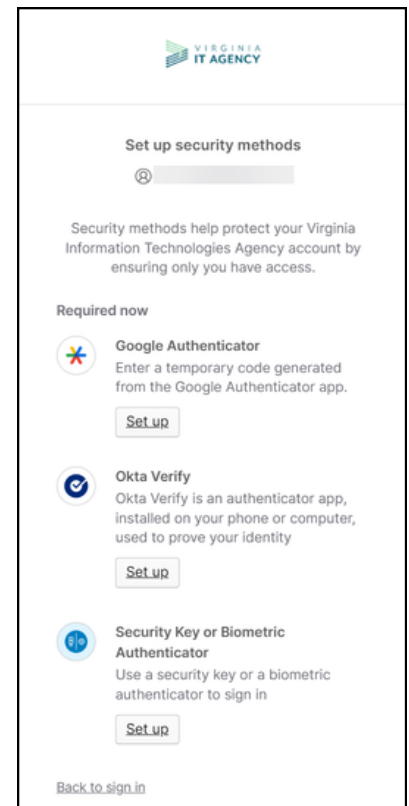 VIRGINIA
IT AGENCY
Set up security methods
Security methods help protect your Virginia
Information Technologies Agency account by
ensuring only you have access.
Required now
Google Authenticator
Enter a temporary code generated
from the Google Authenticator app.
Set up
Okta Verify
Okta Verify is an authenticator app,
installed on your phone or computer,
used to prove your identity
Set up
Security Key or Biometric
Authenticator
Use a security key or a biometric
authenticator to sign in
Set up
Back to sign in